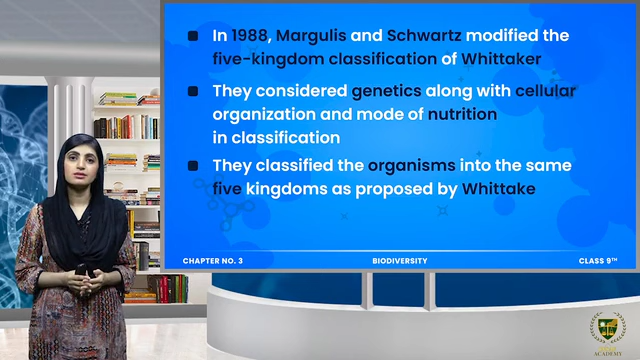 In 1988, Margulis and Schwartz modified the
five-kingdom classification of Whittaker
They considered genetics along with cellular
organization and mode of nutrition
in classification
They classified the organisms into the same
five kingdoms as proposed by Whittake
CHAPTER NO. 3 BIODIVERSITY CLASS 9TH
ACADEMY